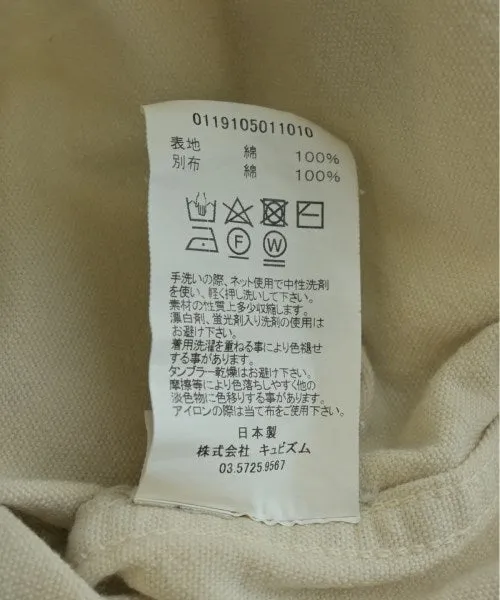 0119105011010
表地 綿 100%
別布 綿 100%
F W
手洗いの際、ネット使用で中性洗剤
を使い、軽く押し洗いして下さい。
素材の性質上多少収縮します。
漂白剤、蛍光剤入り洗剤の使用は
お避け下さい。
着用洗濯を重ねる事により色褪せ
する事があります。
タンブラー乾燥はお避け下さい。
摩擦等により色落ちしやすく他の
淡色物に色移りする事があります。
アイロンの際は当て布をご使用下さい。
日本製
株式会社 キュビズム
03.5725.9567